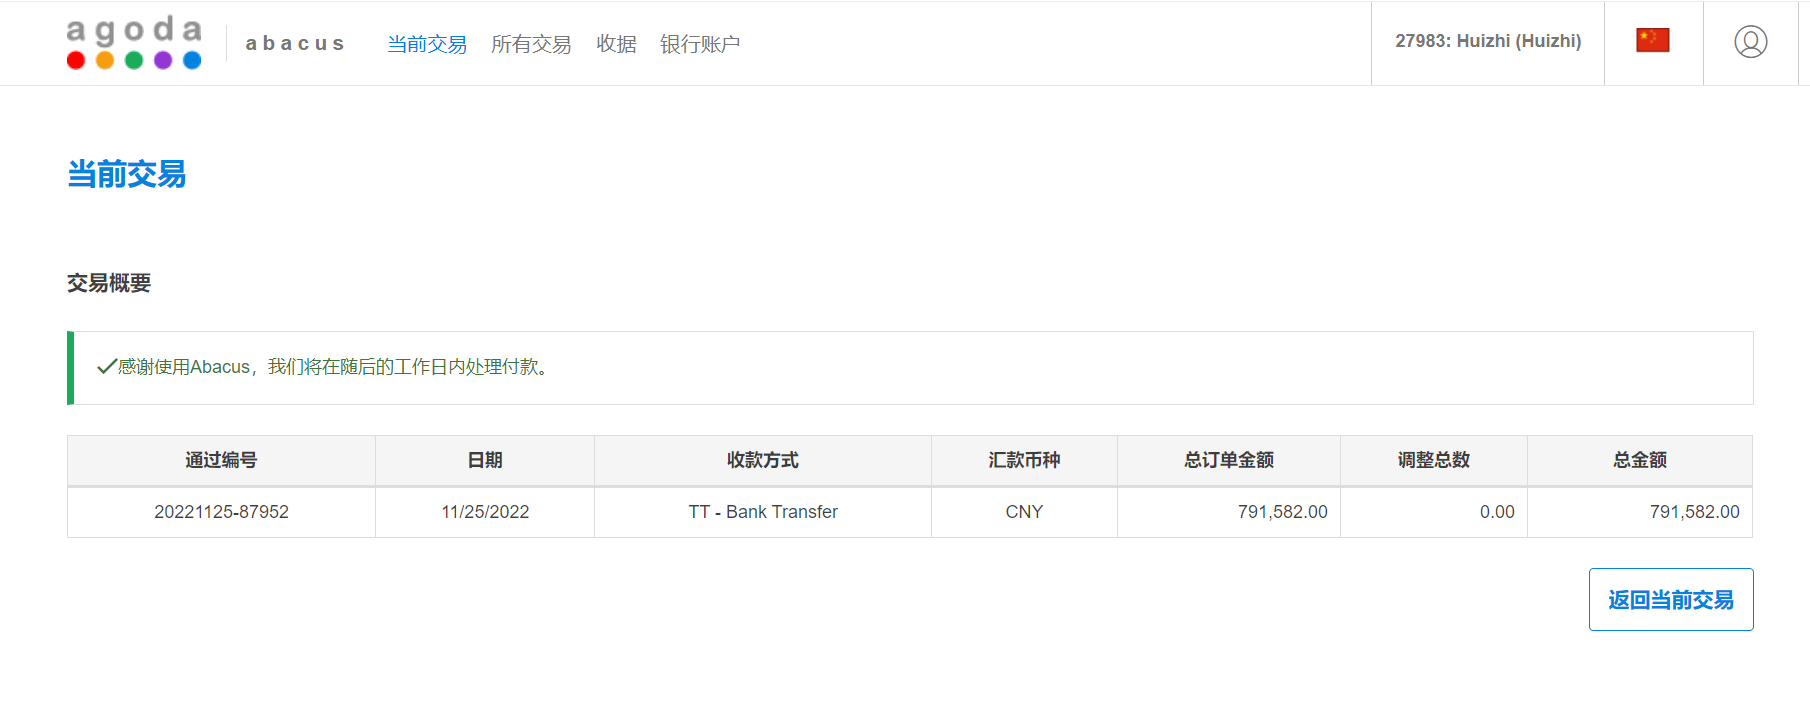 agoda abacus 当前交易 所有交易 收据 银行账户 27983: Huizhi (Huizhi)
当前交易
交易概要
感谢使用Abacus，我们将在随后的工作日内处理付款。
通过编号 日期 收款方式 汇款币种 总订单金额 调整总数 总金额
20221125-87952 11/25/2022 TT - Bank Transfer CNY 791,582.00 0.00 791,582.00
返回当前交易